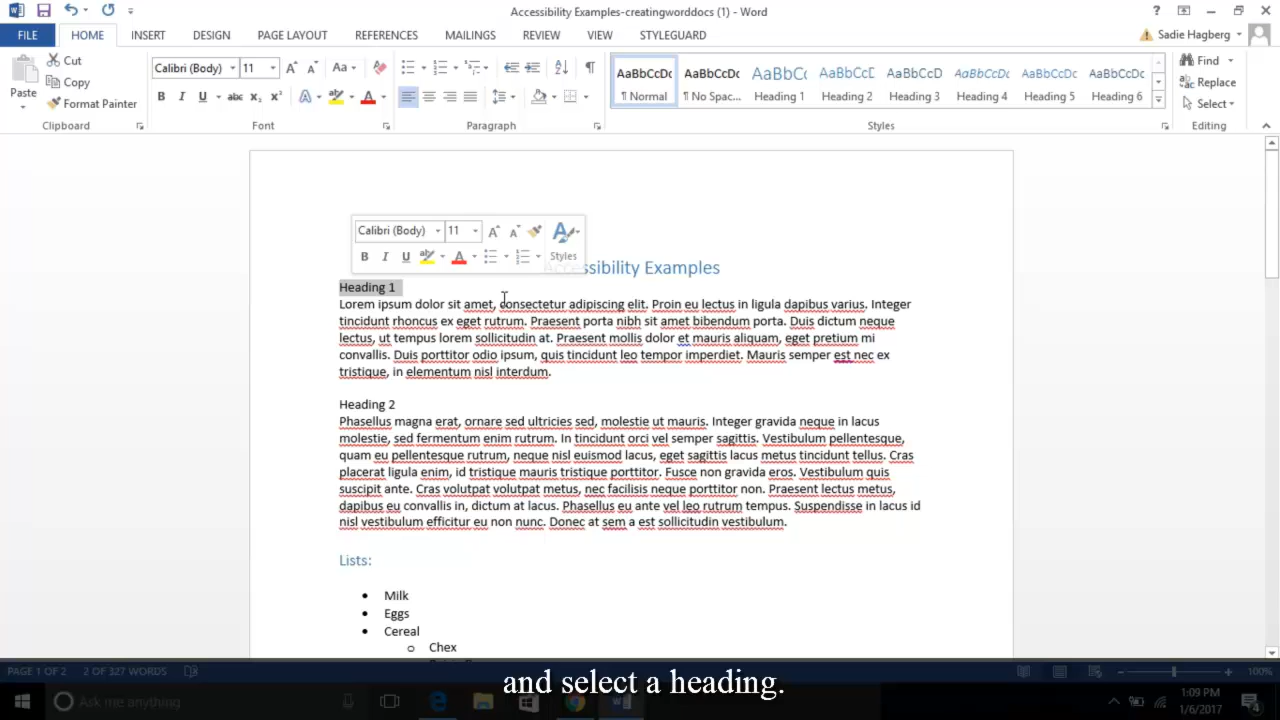 Accessibility Examples-creatingworddocs (1) - Word
FILE HOME INSERT DESIGN PAGE LAYOUT REFERENCES MAILINGS REVIEW VIEW STYLEGUARD Sadie Hagberg
Paste
Cut
Copy
Format Painter
Clipboard
Calibri (Body) 11
Font
Paragraph
AaBbCcDc AaBbCcDc AaBbCc AaBbCcE AaBbCcD AaBbCcD AaBbCcDc AaBbCcD
¶ Normal ¶ No Spac... Heading 1 Heading 2 Heading 3 Heading 4 Heading 5 Heading 6
Styles
Find
Replace
Select
Editing
Calibri (Body) 11
Styles
ccessibility Examples
Heading 1
Lorem ipsum dolor sit amet, consectetur adipiscing elit. Proin eu lectus in ligula dapibus varius. Integer
tincidunt rhoncus ex eget rutrum. Praesent porta nibh sit amet bibendum porta. Duis dictum neque
lectus, ut tempus lorem sollicitudin at. Praesent mollis dolor et mauris aliquam, eget pretium mi
convallis. Duis porttitor odio ipsum, quis tincidunt leo tempor imperdiet. Mauris semper est nec ex
tristique, in elementum nisl interdum.
Heading 2
Phasellus magna erat, ornare sed ultricies sed, molestie ut mauris. Integer gravida neque in lacus
molestie, sed fermentum enim rutrum. In tincidunt orci vel semper sagittis. Vestibulum pellentesque,
quam eu pellentesque rutrum, neque nisl euismod lacus, eget sagittis lacus metus tincidunt tellus. Cras
placerat ligula enim, id tristique mauris tristique porttitor. Fusce non gravida eros. Vestibulum quis
suscipit ante. Cras volutpat volutpat metus, nec facilisis neque porttitor non. Praesent lectus metus,
dapibus eu convallis in, dictum at lacus. Phasellus eu ante vel leo rutrum tempus. Suspendisse in lacus id
nisl vestibulum efficitur eu non nunc. Donec at sem a est sollicitudin vestibulum.
Lists:
• Milk
• Eggs
• Cereal
o Chex
PAGE 1 OF 2 2 OF 327 WORDS 100%
and select a heading.
Ask me anything
1:09 PM
1/6/2017